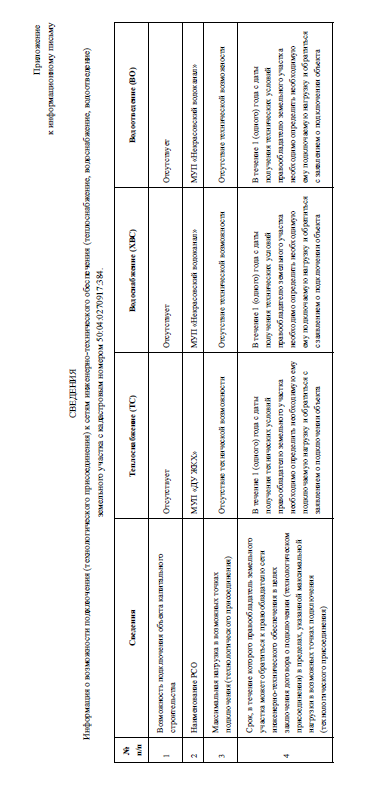 Приложение
к информационному письму
СВЕДЕНИЯ
Информация о возможности подключения (технологического присоединения) к сетям инженерно-технического обеспечения (теплоснабжение, водоснабжение, водоотведение)
земельного участка с кадастровым номером 50:04:0270917:384.
№
п/п
Сведения
Теплоснабжение (ТС)
Водоснабжение (ХВС)
Водоотведение (ВО)
1
Возможность подключения объекта капитального
строительства
Отсутствует
Отсутствует
Отсутствует
2
Наименование РСО
МУП «ДУ ЖКХ»
МУП «Некрасовский водоканал»
МУП «Некрасовский водоканал»
3
Максимальная нагрузка в возможных точках
подключения (технологического присоединения)
Отсутствие технической возможности
Отсутствие технической возможности
Отсутствие технической возможности
4
Срок, в течение которого правообладатель земельного
участка может обратиться к правообладателю сети
инженерно-технического обеспечения в целях
заключения договора о подключении (технологическом
присоединении) в пределах, указанной максимальной
нагрузки в возможных точках подключения
(технологического присоединения)
В течение 1 (одного) года с даты
получения технических условий
правообладателю земельного участка
необходимо определить необходимую ему
подключаемую нагрузку и обратиться с
заявлением о подключении объекта
В течение 1 (одного) года с даты
получения технических условий
правообладателю земельного участка
необходимо определить необходимую
ему подключаемую нагрузку и обратиться
с заявлением о подключении объекта
В течение 1 (одного) года с даты
получения технических условий
правообладателю земельного участка
необходимо определить необходимую
ему подключаемую нагрузку и обратиться
с заявлением о подключении объекта